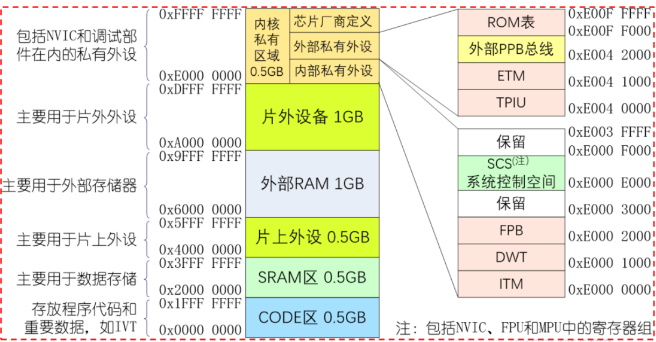 包括NVIC和调试部
件在内的私有外设
0xFFFF FFFF
0xE000 0000
内核
私有
区域
0.5GB
芯片厂商定义
外部私有外设
内部私有外设
主要用于片外外设
0xDFFF FFFF
0xA000 0000
片外设备 1GB
主要用于外部存储器
0x9FFF FFFF
0x6000 0000
外部RAM 1GB
主要用于片上外设
0x5FFF FFFF
0x4000 0000
片上外设 0.5GB
主要用于数据存储
0x3FFF FFFF
0x2000 0000
SRAM区 0.5GB
存放程序代码和
重要数据，如IVT
0x1FFF FFFF
0x0000 0000
CODE区 0.5GB
ROM表
外部PPB总线
ETM
TPIU
0xE00F FFFF
0xE00F F000
0xE004 2000
0xE004 1000
0xE004 0000
保留
SCS(注)
系统控制空间
保留
FPB
DWT
ITM
0xE003 FFFF
0xE000 F000
0xE000 E000
0xE000 3000
0xE000 2000
0xE000 1000
0xE000 0000
注：包括NVIC、FPU和MPU中的寄存器组